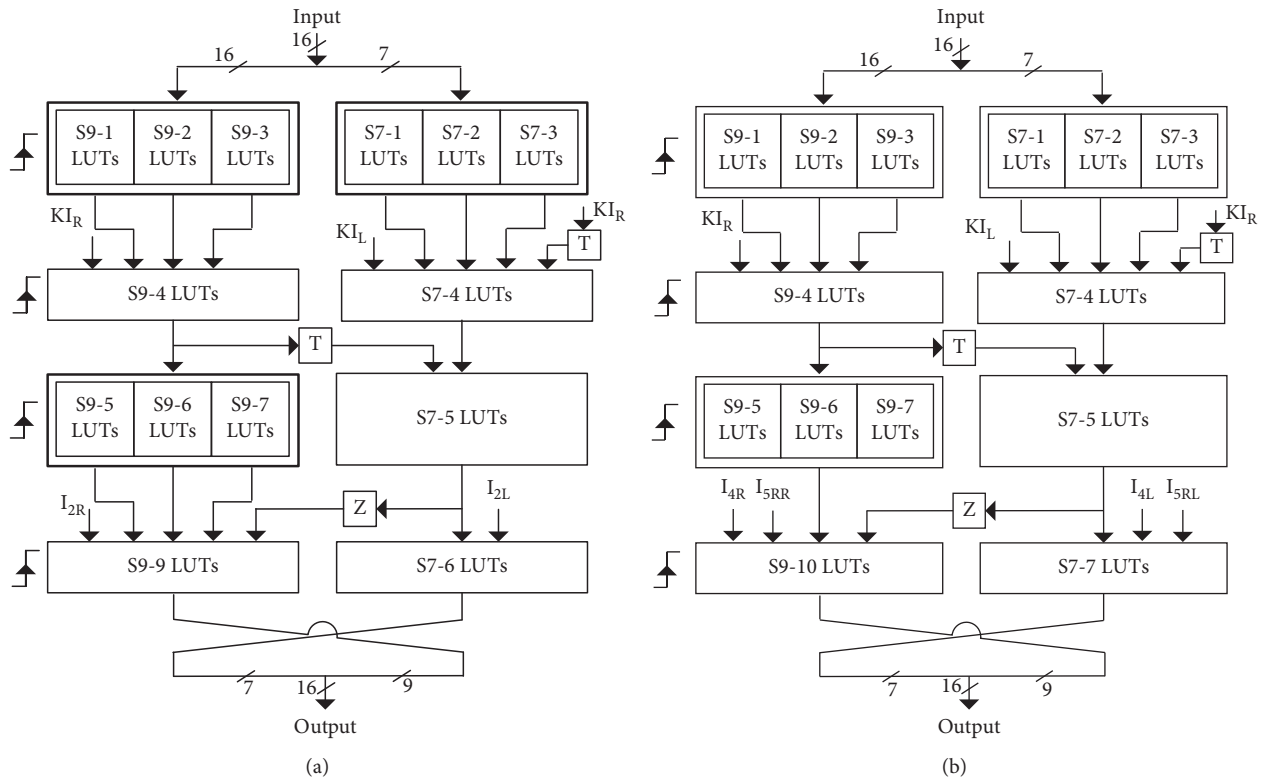 Input
16
16
7
S9-1
LUTs
S9-2
LUTs
S9-3
LUTs
S7-1
LUTs
S7-2
LUTs
S7-3
LUTs
KI_R
KI_L
KI_R
T
S9-4 LUTs
S7-4 LUTs
T
S9-5
LUTs
S9-6
LUTs
S9-7
LUTs
S7-5 LUTs
I_2R
Z
I_2L
S9-9 LUTs
S7-6 LUTs
7
16
9
Output
(a)
Input
16
16
7
S9-1
LUTs
S9-2
LUTs
S9-3
LUTs
S7-1
LUTs
S7-2
LUTs
S7-3
LUTs
KI_R
KI_L
KI_R
T
S9-4 LUTs
S7-4 LUTs
T
S9-5
LUTs
S9-6
LUTs
S9-7
LUTs
S7-5 LUTs
I_4R
I_5RR
Z
I_4L
I_5RL
S9-10 LUTs
S7-7 LUTs
7
16
9
Output
(b)